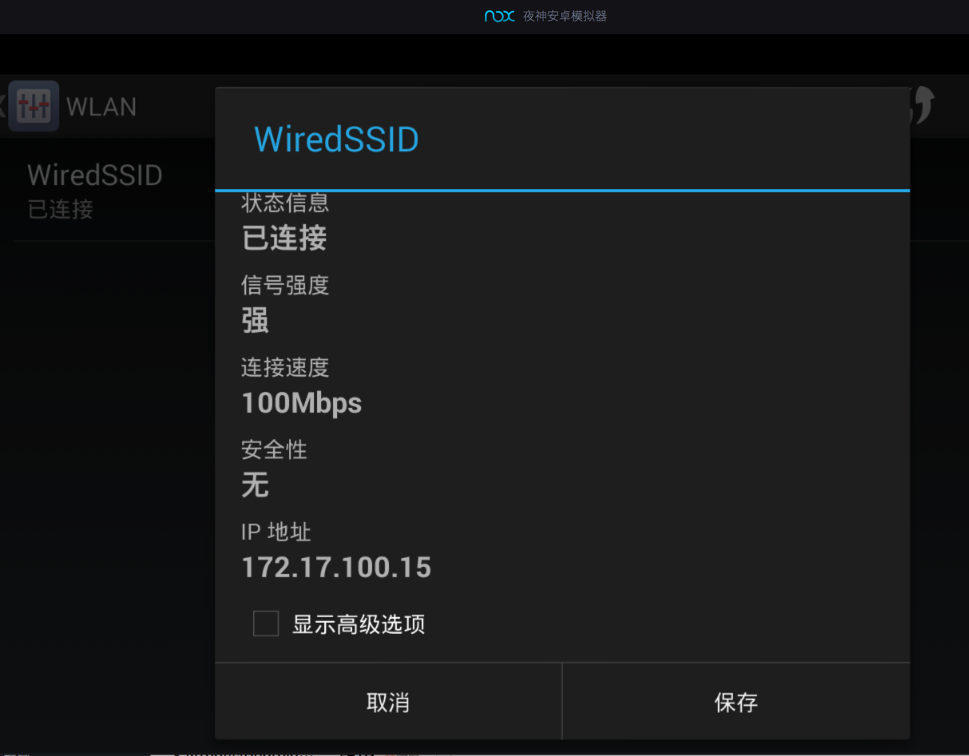 nox 夜神安卓模拟器
WLAN
WiredSSID
已连接
WiredSSID
状态信息
已连接
信号强度
强
连接速度
100Mbps
安全性
无
IP 地址
172.17.100.15
显示高级选项
取消
保存